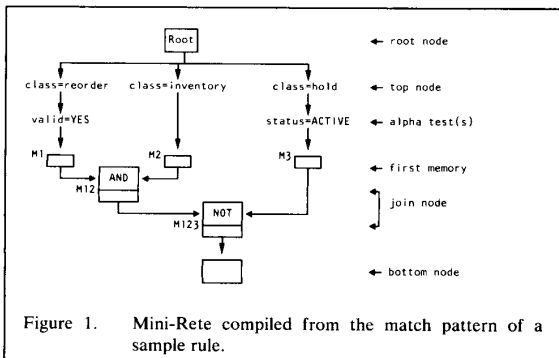 Root ← root node
class=reorder class=inventory class=hold ← top node
valid=YES status=ACTIVE ← alpha test(s)
M1 M2 M3 ← first memory
AND
M12
NOT
M123
join node
← bottom node
Figure 1. Mini-Rete compiled from the match pattern of a
sample rule.